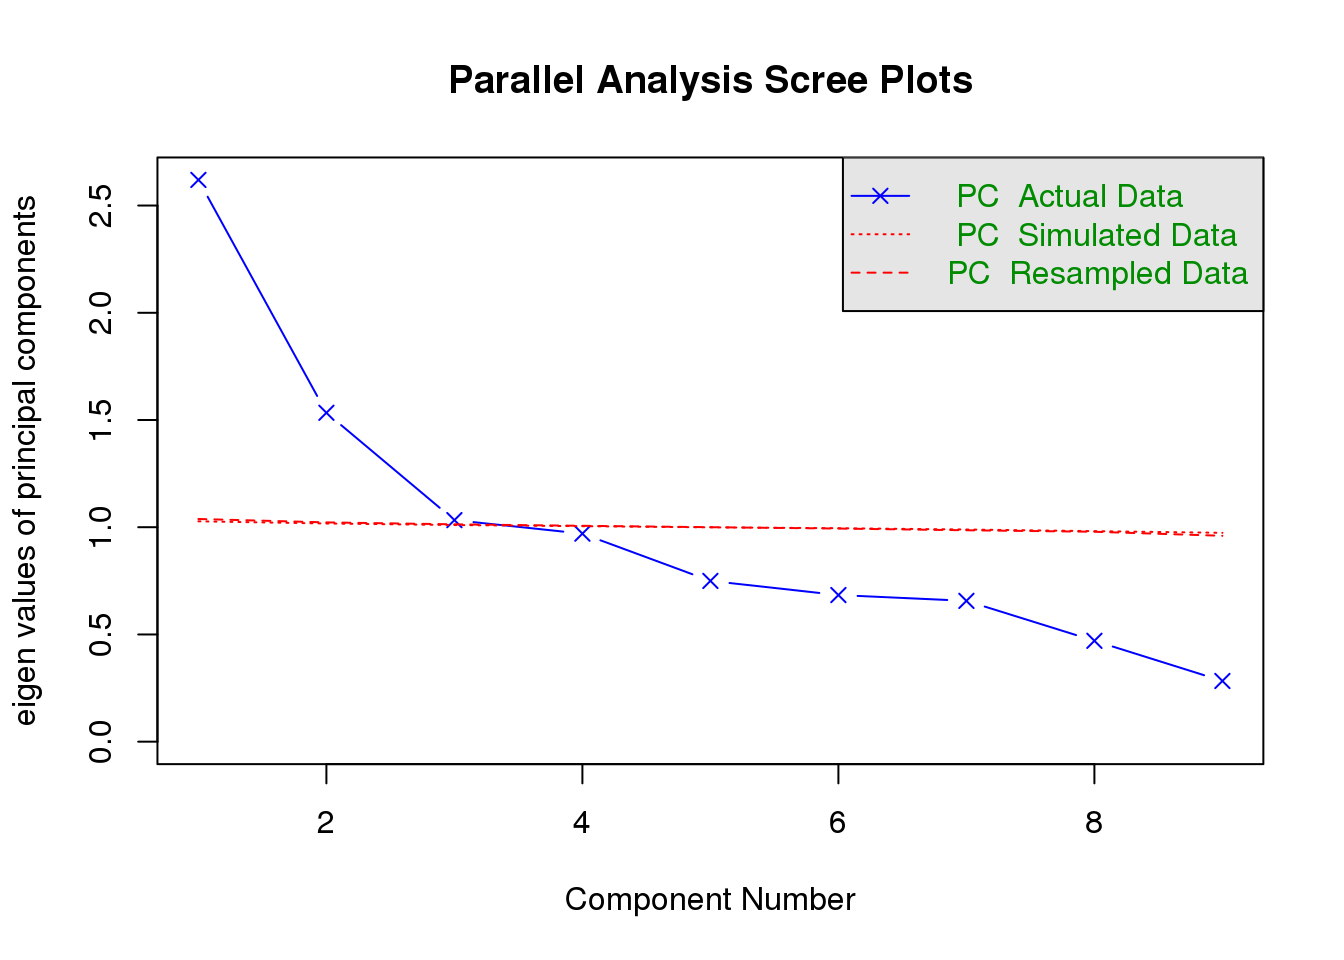 Parallel Analysis Scree Plots
PC Actual Data
PC Simulated Data
PC Resampled Data
eigen values of principal components
2.5
2.0
1.5
1.0
0.5
0.0
2 4 6 8
Component Number